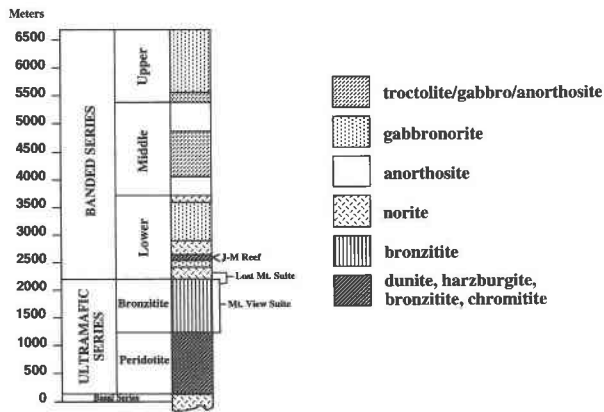 Meters
6500
6000
5500
5000
4500
4000
3500
3000
2500
2000
1500
1000
500
0
BANDED SERIES
ULTRAMAFIC
SERIES
Upper
Middle
Lower
Bronzitite
Peridotite
Basal Series
J-M Reef
Lost Mt. Suite
Mt. View Suite
troctolite/gabbro/anorthosite
gabbronorite
anorthosite
norite
bronzitite
dunite, harzburgite,
bronzitite, chromitite